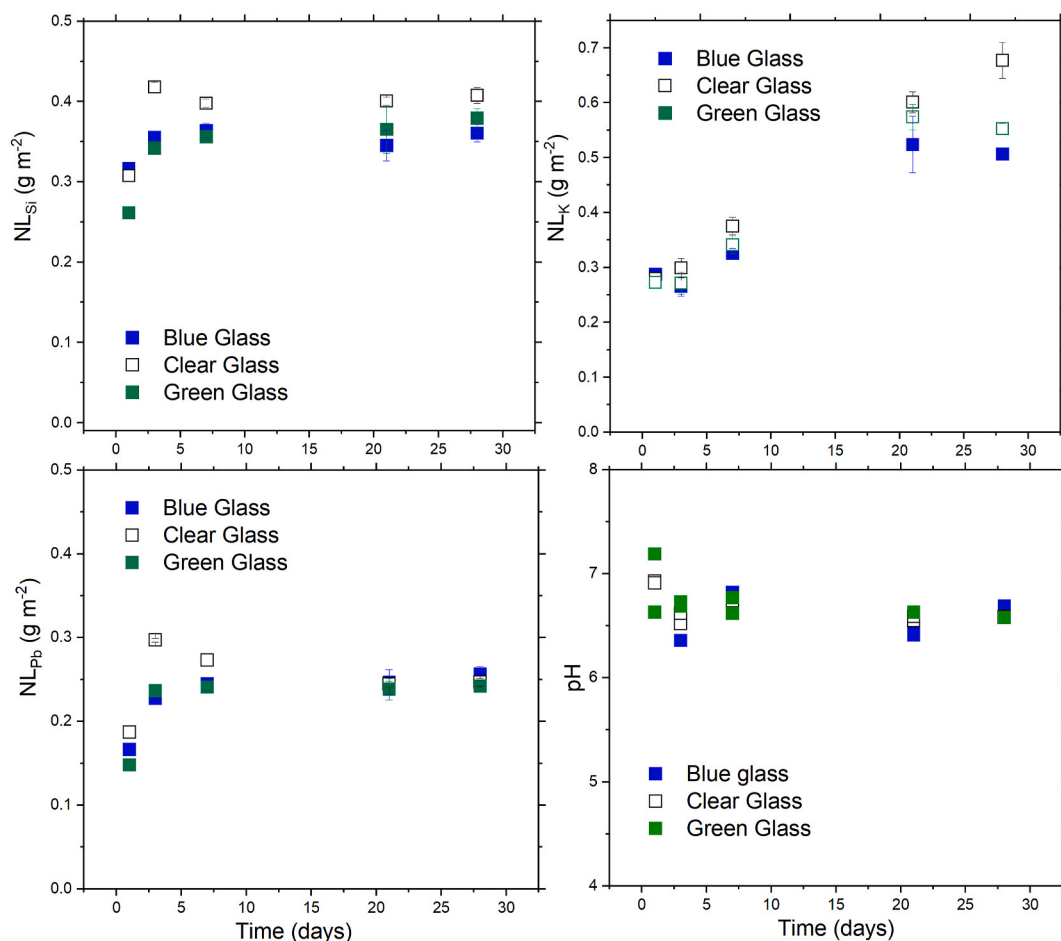 0.5
0.4
0.3
0.2
0.1
0.0
NL_Si (g m⁻²)
Blue Glass
Clear Glass
Green Glass
0 5 10 15 20 25 30
0.7
0.6
0.5
0.4
0.3
0.2
0.1
0.0
NL_K (g m⁻²)
Blue Glass
Clear Glass
Green Glass
0 5 10 15 20 25 30
0.5
0.4
0.3
0.2
0.1
0.0
NL_Pb (g m⁻²)
Blue Glass
Clear Glass
Green Glass
0 5 10 15 20 25 30
Time (days)
8
7
6
5
4
pH
Blue glass
Clear Glass
Green Glass
0 5 10 15 20 25 30
Time (days)